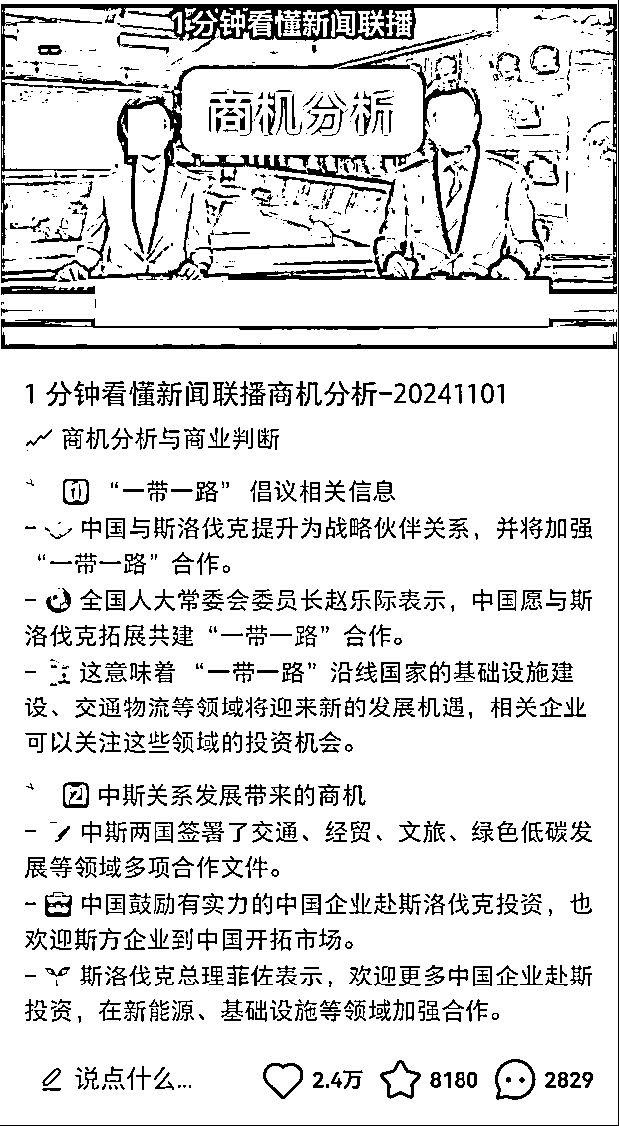 1分钟看懂新闻联播
商机分析
1 分钟看懂新闻联播商机分析-20241101
商机分析与商业判断
1 “一带一路” 倡议相关信息
- 中国与斯洛伐克提升为战略伙伴关系，并将加强
“一带一路”合作。
- 全国人大常委会委员长赵乐际表示，中国愿与斯
洛伐克拓展共建“一带一路”合作。
- 这意味着 “一带一路”沿线国家的基础设施建
设、交通物流等领域将迎来新的发展机遇，相关企业
可以关注这些领域的投资机会。
2 中斯关系发展带来的商机
- 中斯两国签署了交通、经贸、文旅、绿色低碳发
展等领域多项合作文件。
- 中国鼓励有实力的中国企业赴斯洛伐克投资，也
欢迎斯方企业到中国开拓市场。
- 斯洛伐克总理菲佐表示，欢迎更多中国企业赴斯
投资，在新能源、基础设施等领域加强合作。
说点什么... 2.4万 8180 2829